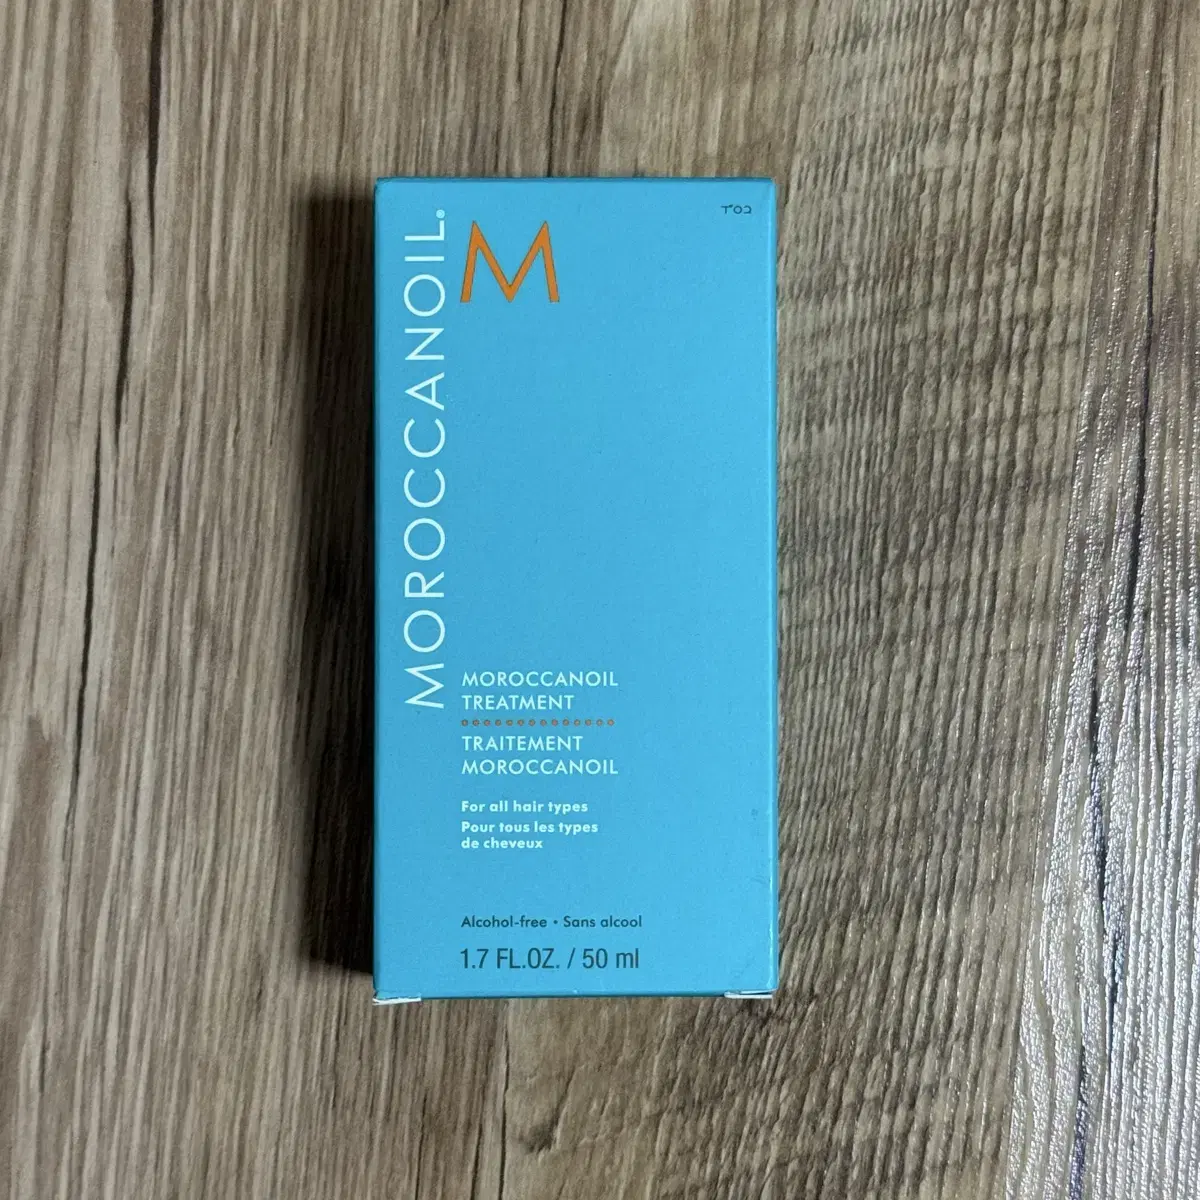 MOROCCANOIL®
M
MOROCCANOIL
TREATMENT
TRAITEMENT
MOROCCANOIL
For all hair types
Pour tous les types
de cheveux
Alcohol-free • Sans alcool
1.7 FL.OZ. / 50 ml